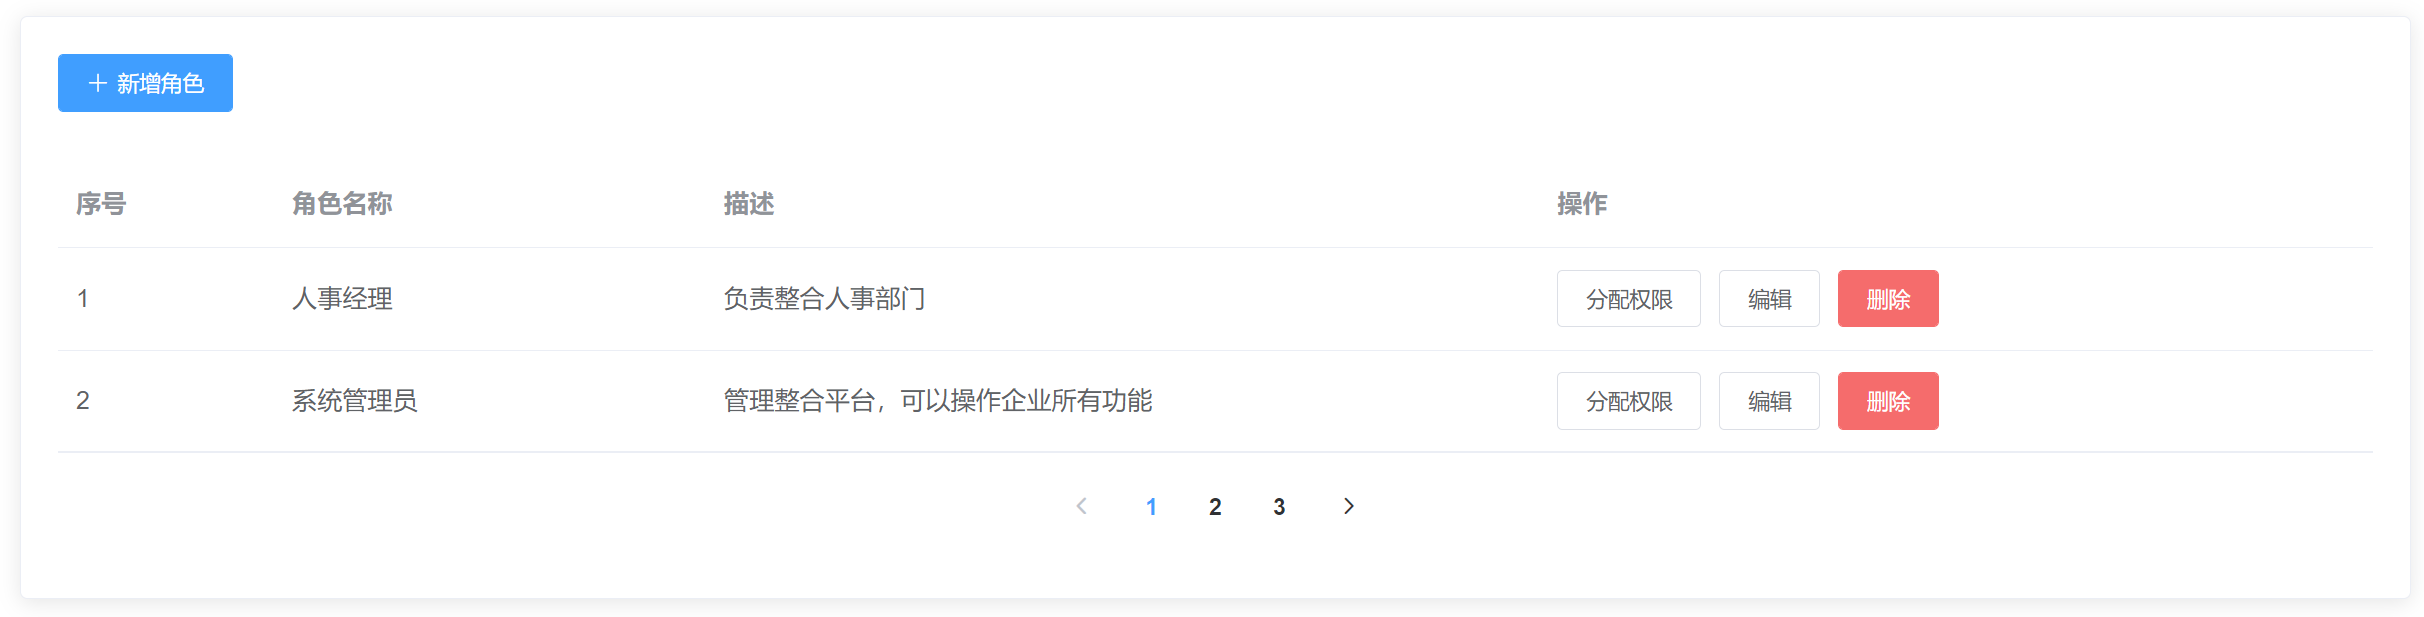 + 新增角色
序号 角色名称 描述 操作
1 人事经理 负责整合人事部门 分配权限 编辑 删除
2 系统管理员 管理整合平台，可以操作企业所有功能 分配权限 编辑 删除
< 1 2 3 >